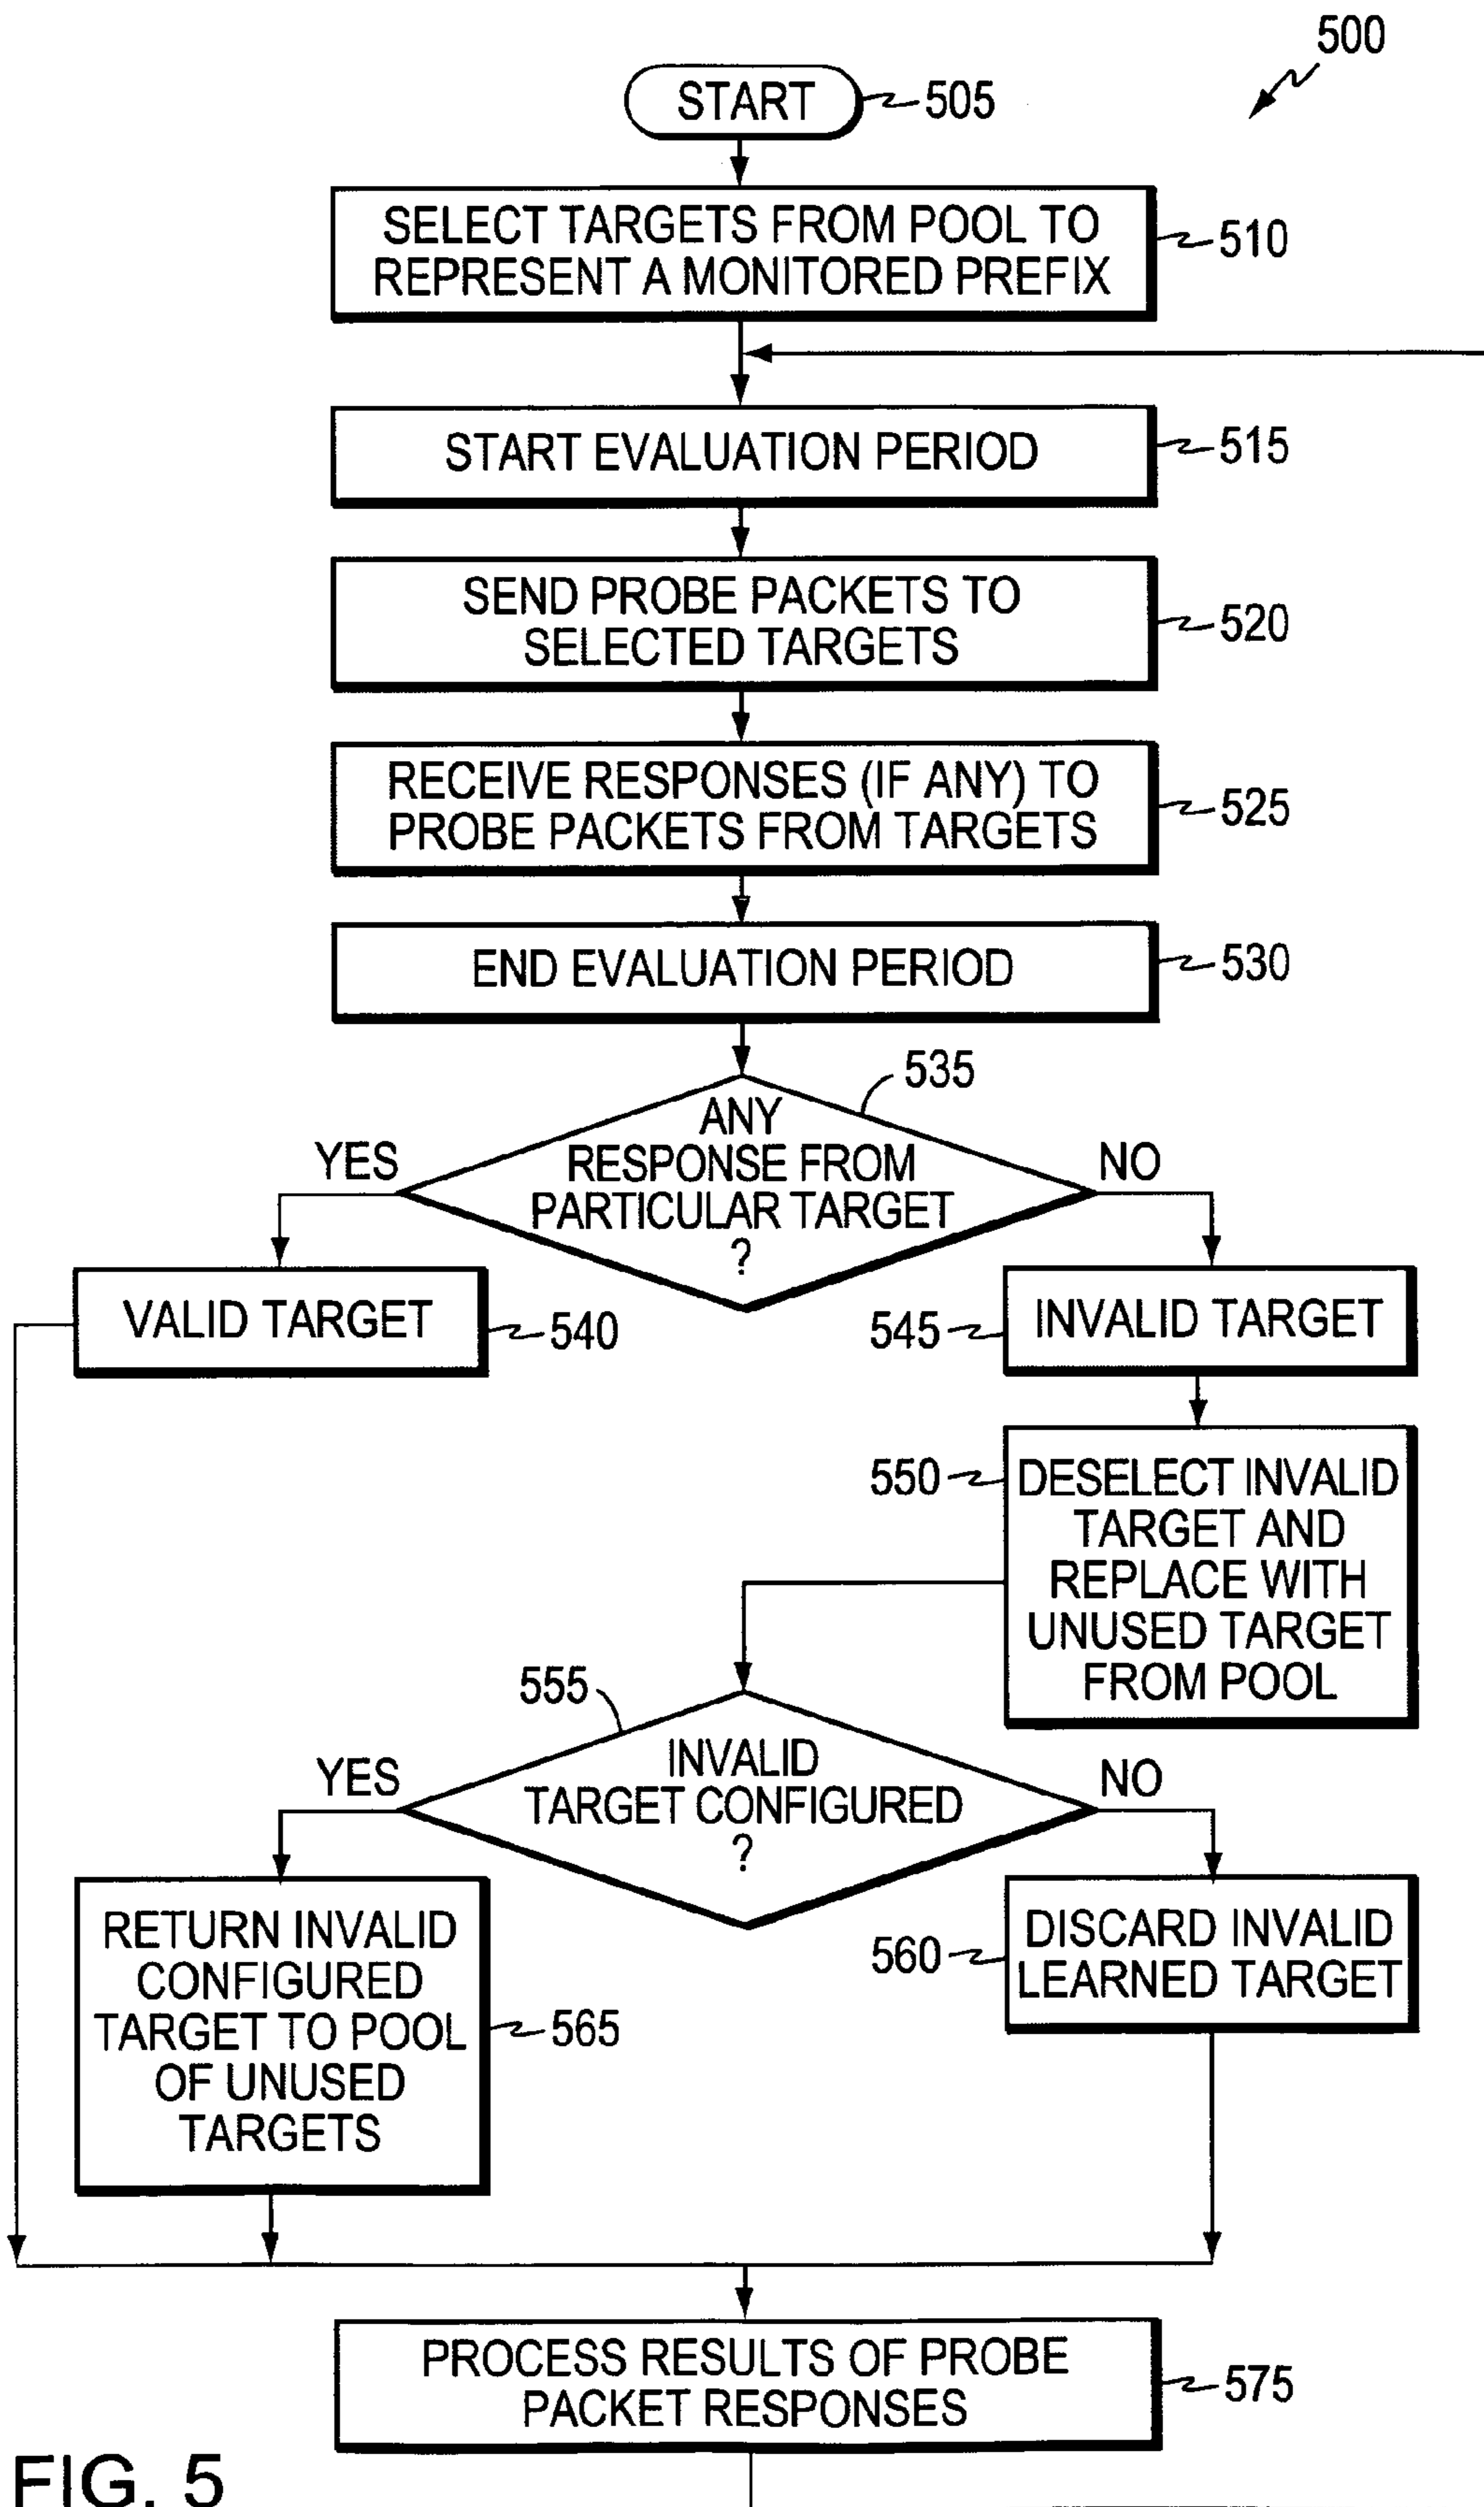 500
START
505
SELECT TARGETS FROM POOL TO
REPRESENT A MONITORED PREFIX
510
START EVALUATION PERIOD
515
SEND PROBE PACKETS TO
SELECTED TARGETS
520
RECEIVE RESPONSES (IF ANY) TO
PROBE PACKETS FROM TARGETS
525
END EVALUATION PERIOD
530
535
ANY
RESPONSE FROM
PARTICULAR TARGET
?
YES
NO
VALID TARGET
540
545
INVALID TARGET
550
DESELECT INVALID
TARGET AND
REPLACE WITH
UNUSED TARGET
FROM POOL
555
INVALID
TARGET CONFIGURED
?
YES
NO
RETURN INVALID
CONFIGURED
TARGET TO POOL
OF UNUSED
TARGETS
565
560
DISCARD INVALID
LEARNED TARGET
PROCESS RESULTS OF PROBE
PACKET RESPONSES
575
FIG. 5